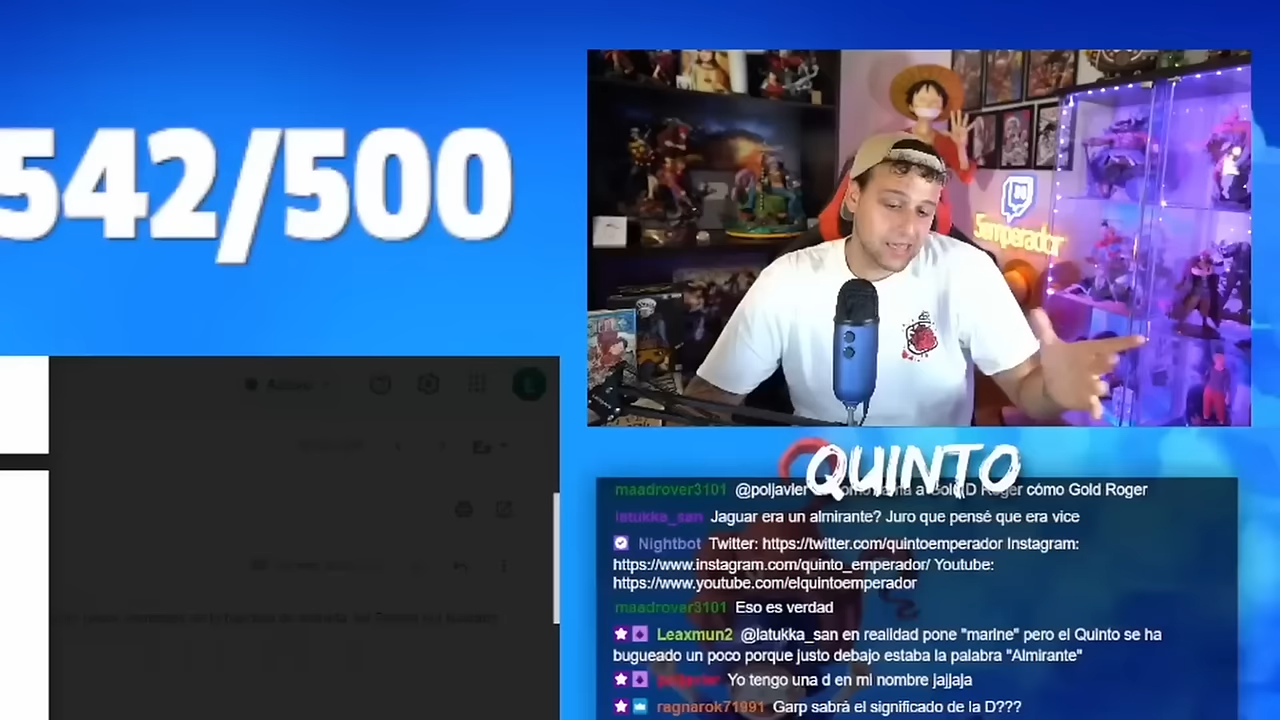 542/500
5emperador
QUINTO
maadrover3101 @poljavier
a Gol D Roger cómo Gold Roger
latukka_san Jaguar era un almirante? Juro que pensé que era vice
Nightbot Twitter: https://twitter.com/quintoemperador Instagram:
https://www.instagram.com/quinto_emperador/ Youtube:
https://www.youtube.com/elquintoemperador
maadrover3101 Eso es verdad
Leaxmun2 @latukka_san en realidad pone "marine" pero el Quinto se ha
bugueado un poco porque justo debajo estaba la palabra "Almirante"
poljavier Yo tengo una d en mi nombre jajjaja
ragnarok71991 Garp sabrá el significado de la D???